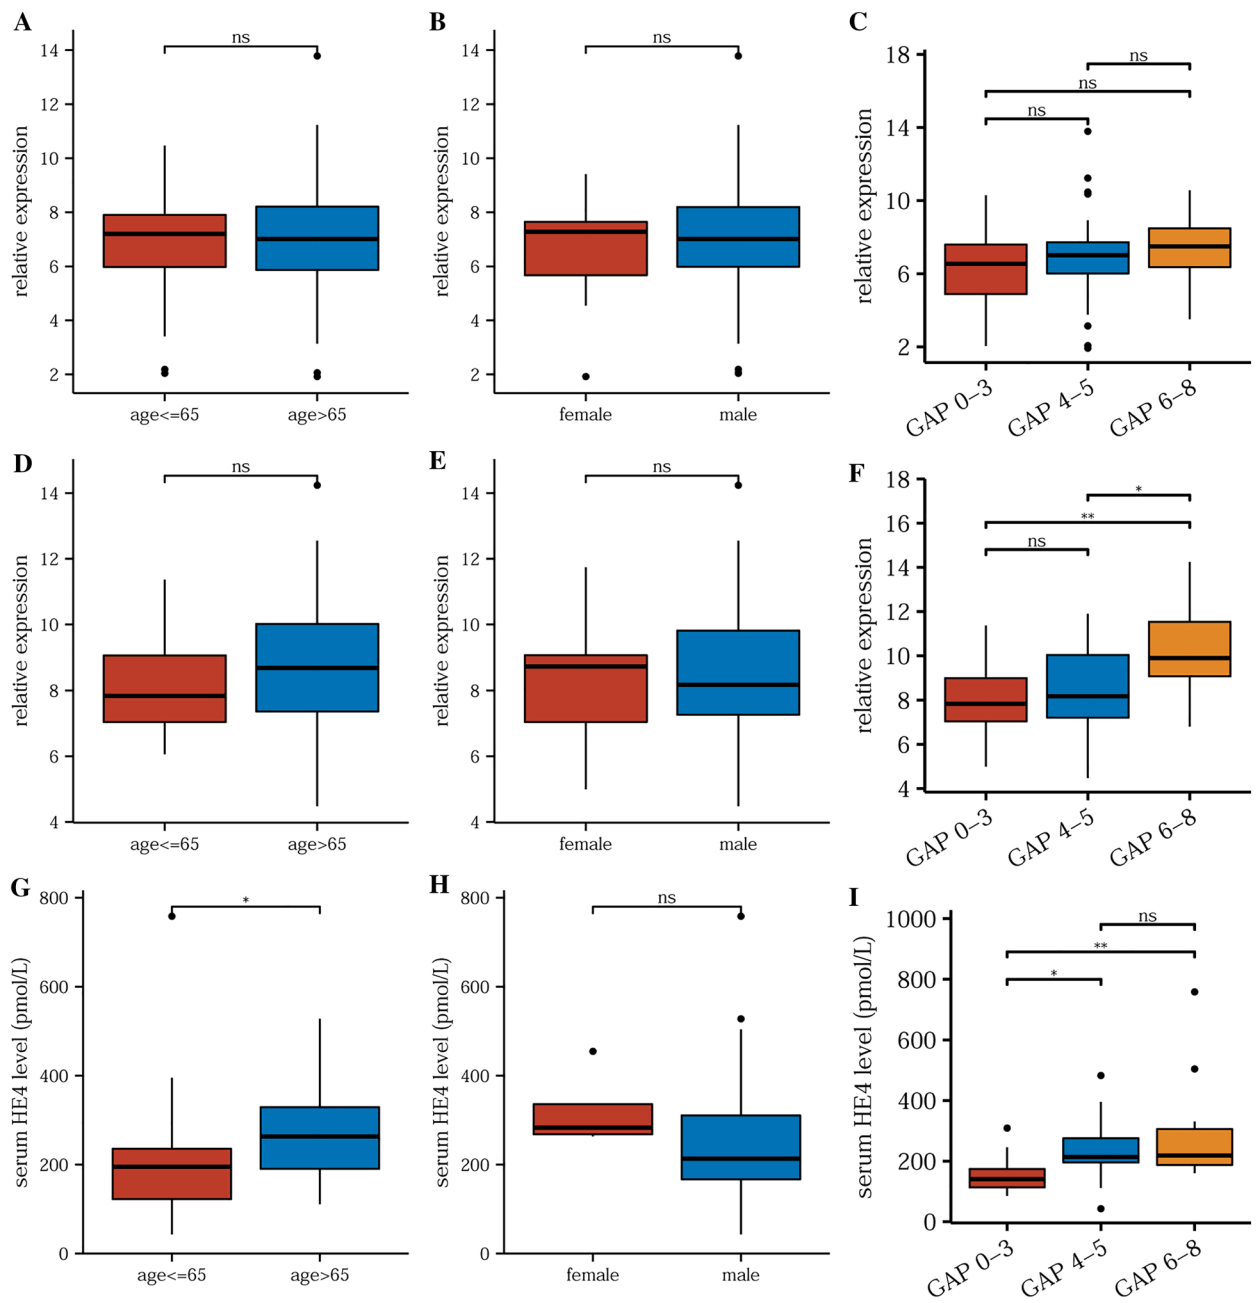 A
ns
relative expression
14
12
10
8
6
4
2
age<=65
age>65
B
ns
relative expression
14
12
10
8
6
4
2
female
male
C
ns
ns
ns
relative expression
18
14
10
6
2
GAP 0–3
GAP 4–5
GAP 6–8
D
ns
relative expression
14
12
10
8
6
4
age<=65
age>65
E
ns
relative expression
14
12
10
8
6
4
female
male
F
*
**
ns
relative expression
18
16
14
12
10
8
6
4
GAP 0–3
GAP 4–5
GAP 6–8
G
*
serum HE4 level (pmol/L)
800
600
400
200
0
age<=65
age>65
H
ns
serum HE4 level (pmol/L)
800
600
400
200
0
female
male
I
ns
**
*
serum HE4 level (pmol/L)
1000
800
600
400
200
0
GAP 0–3
GAP 4–5
GAP 6–8